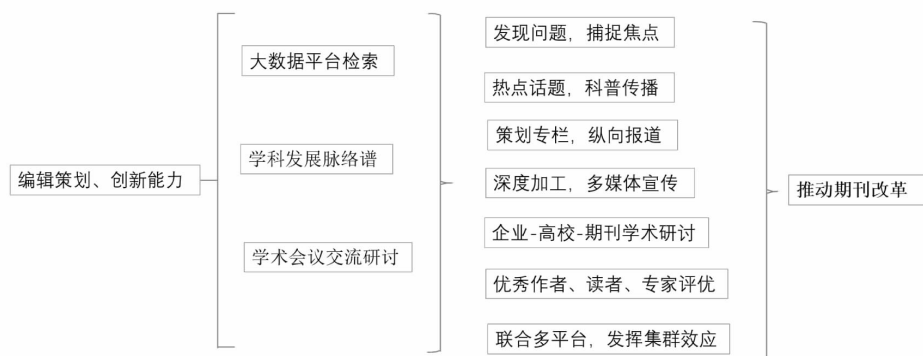 编辑策划、创新能力
大数据平台检索
学科发展脉络谱
学术会议交流研讨
发现问题，捕捉焦点
热点话题，科普传播
策划专栏，纵向报道
深度加工，多媒体宣传
企业-高校-期刊学术研讨
优秀作者、读者、专家评优
联合多平台，发挥集群效应
推动期刊改革